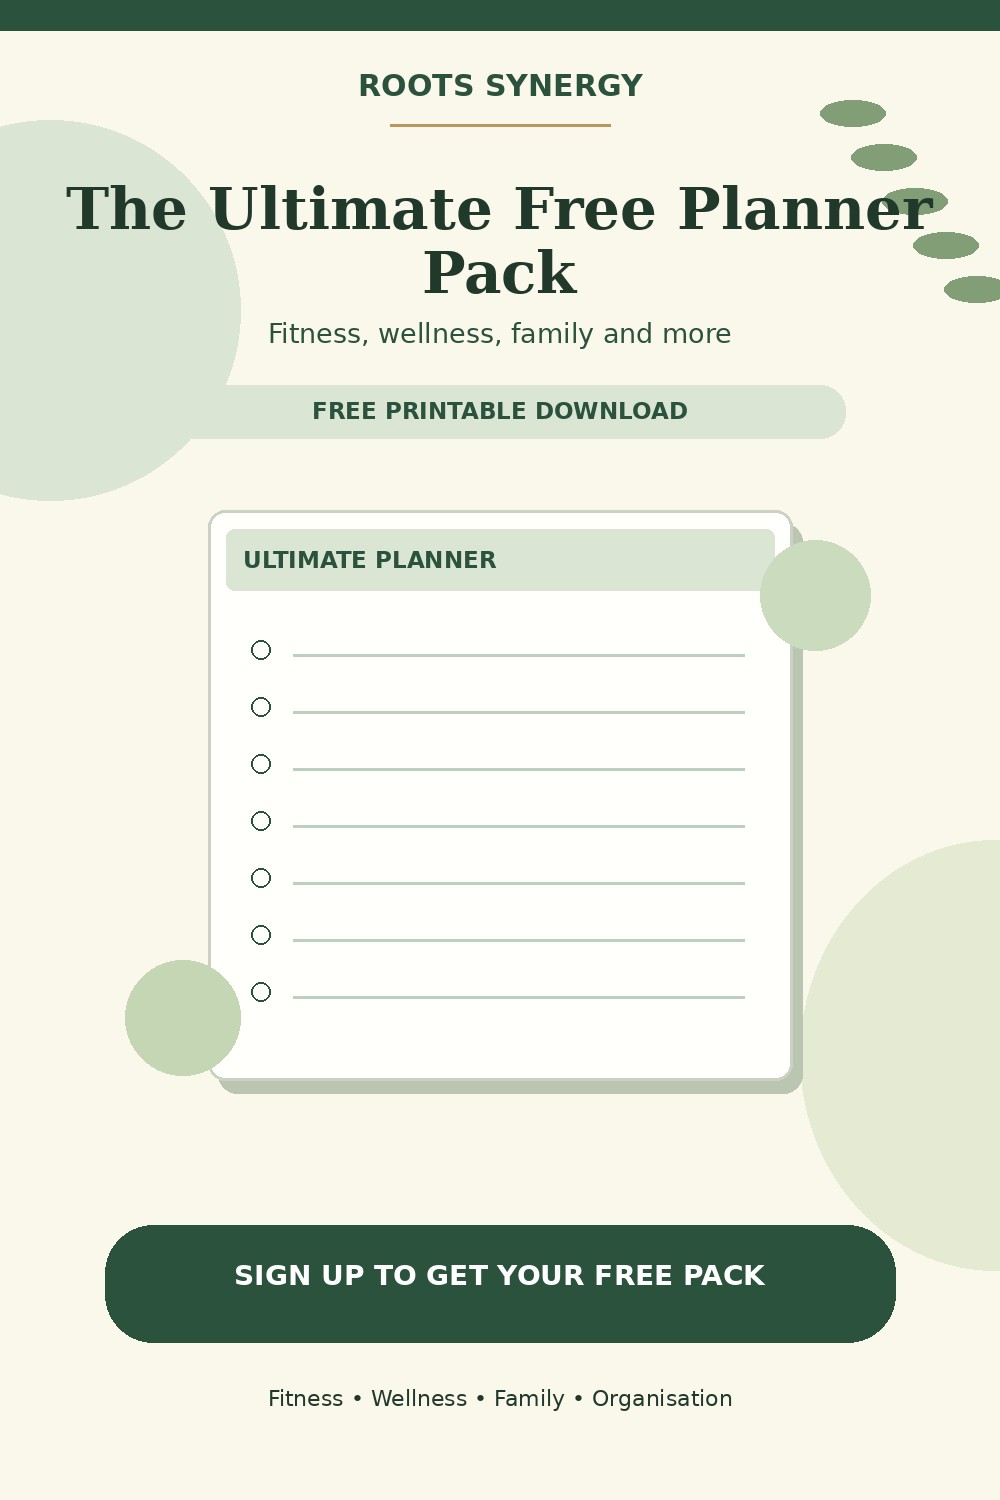 ROOTS SYNERGY
The Ultimate Free Planner
Pack
Fitness, wellness, family and more
FREE PRINTABLE DOWNLOAD
ULTIMATE PLANNER
SIGN UP TO GET YOUR FREE PACK
Fitness • Wellness • Family • Organisation